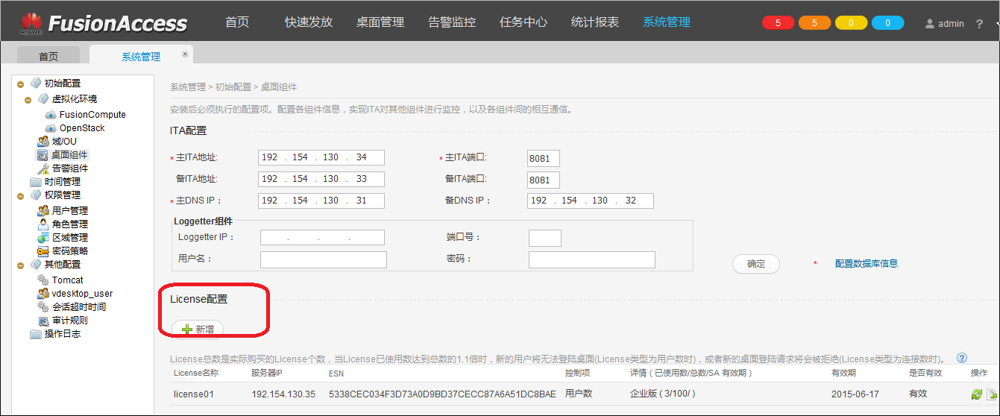 HUAWEI FusionAccess 首页 快速发放 桌面管理 告警监控 任务中心 统计报表 系统管理 5 5 0 0 admin ?
首页 系统管理 ×
初始配置
虚拟化环境
FusionCompute
OpenStack
域/OU
桌面组件
告警组件
时间管理
权限管理
用户管理
角色管理
区域管理
密码策略
其他配置
Tomcat
vdesktop_user
会话超时时间
审计规则
操作日志
系统管理 > 初始配置 > 桌面组件
安装后必须执行的配置项。配置各组件信息，实现ITA对其他组件进行监控，以及各组件间的相互通信。
ITA配置
* 主ITA地址: 192 . 154 . 130 . 34 * 主ITA端口: 8081
备ITA地址: 192 . 154 . 130 . 33 备ITA端口: 8081
* 主DNS IP： 192 . 154 . 130 . 31 备DNS IP： 192 . 154 . 130 . 32
Loggetter组件
Loggetter IP： . . . 端口号：
用户名： 密码：
确定 * 配置数据库信息
License配置
新增
License总数是实际购买的License个数，当License已使用数达到总数的1.1倍时，新的用户将无法登陆桌面(License类型为用户数时)，或者新的桌面登陆请求将会被拒绝(License类型为连接数时)。 ?
License名称 服务器IP ESN 控制项 详情（已使用数/总数/SA 有效期） 有效期 是否有效 操作
license01 192.154.130.35 5338CEC034F3D73A0D9BD37CECC87A6A51DC8BAE 用户数 企业版（3/100/） 2015-06-17 有效